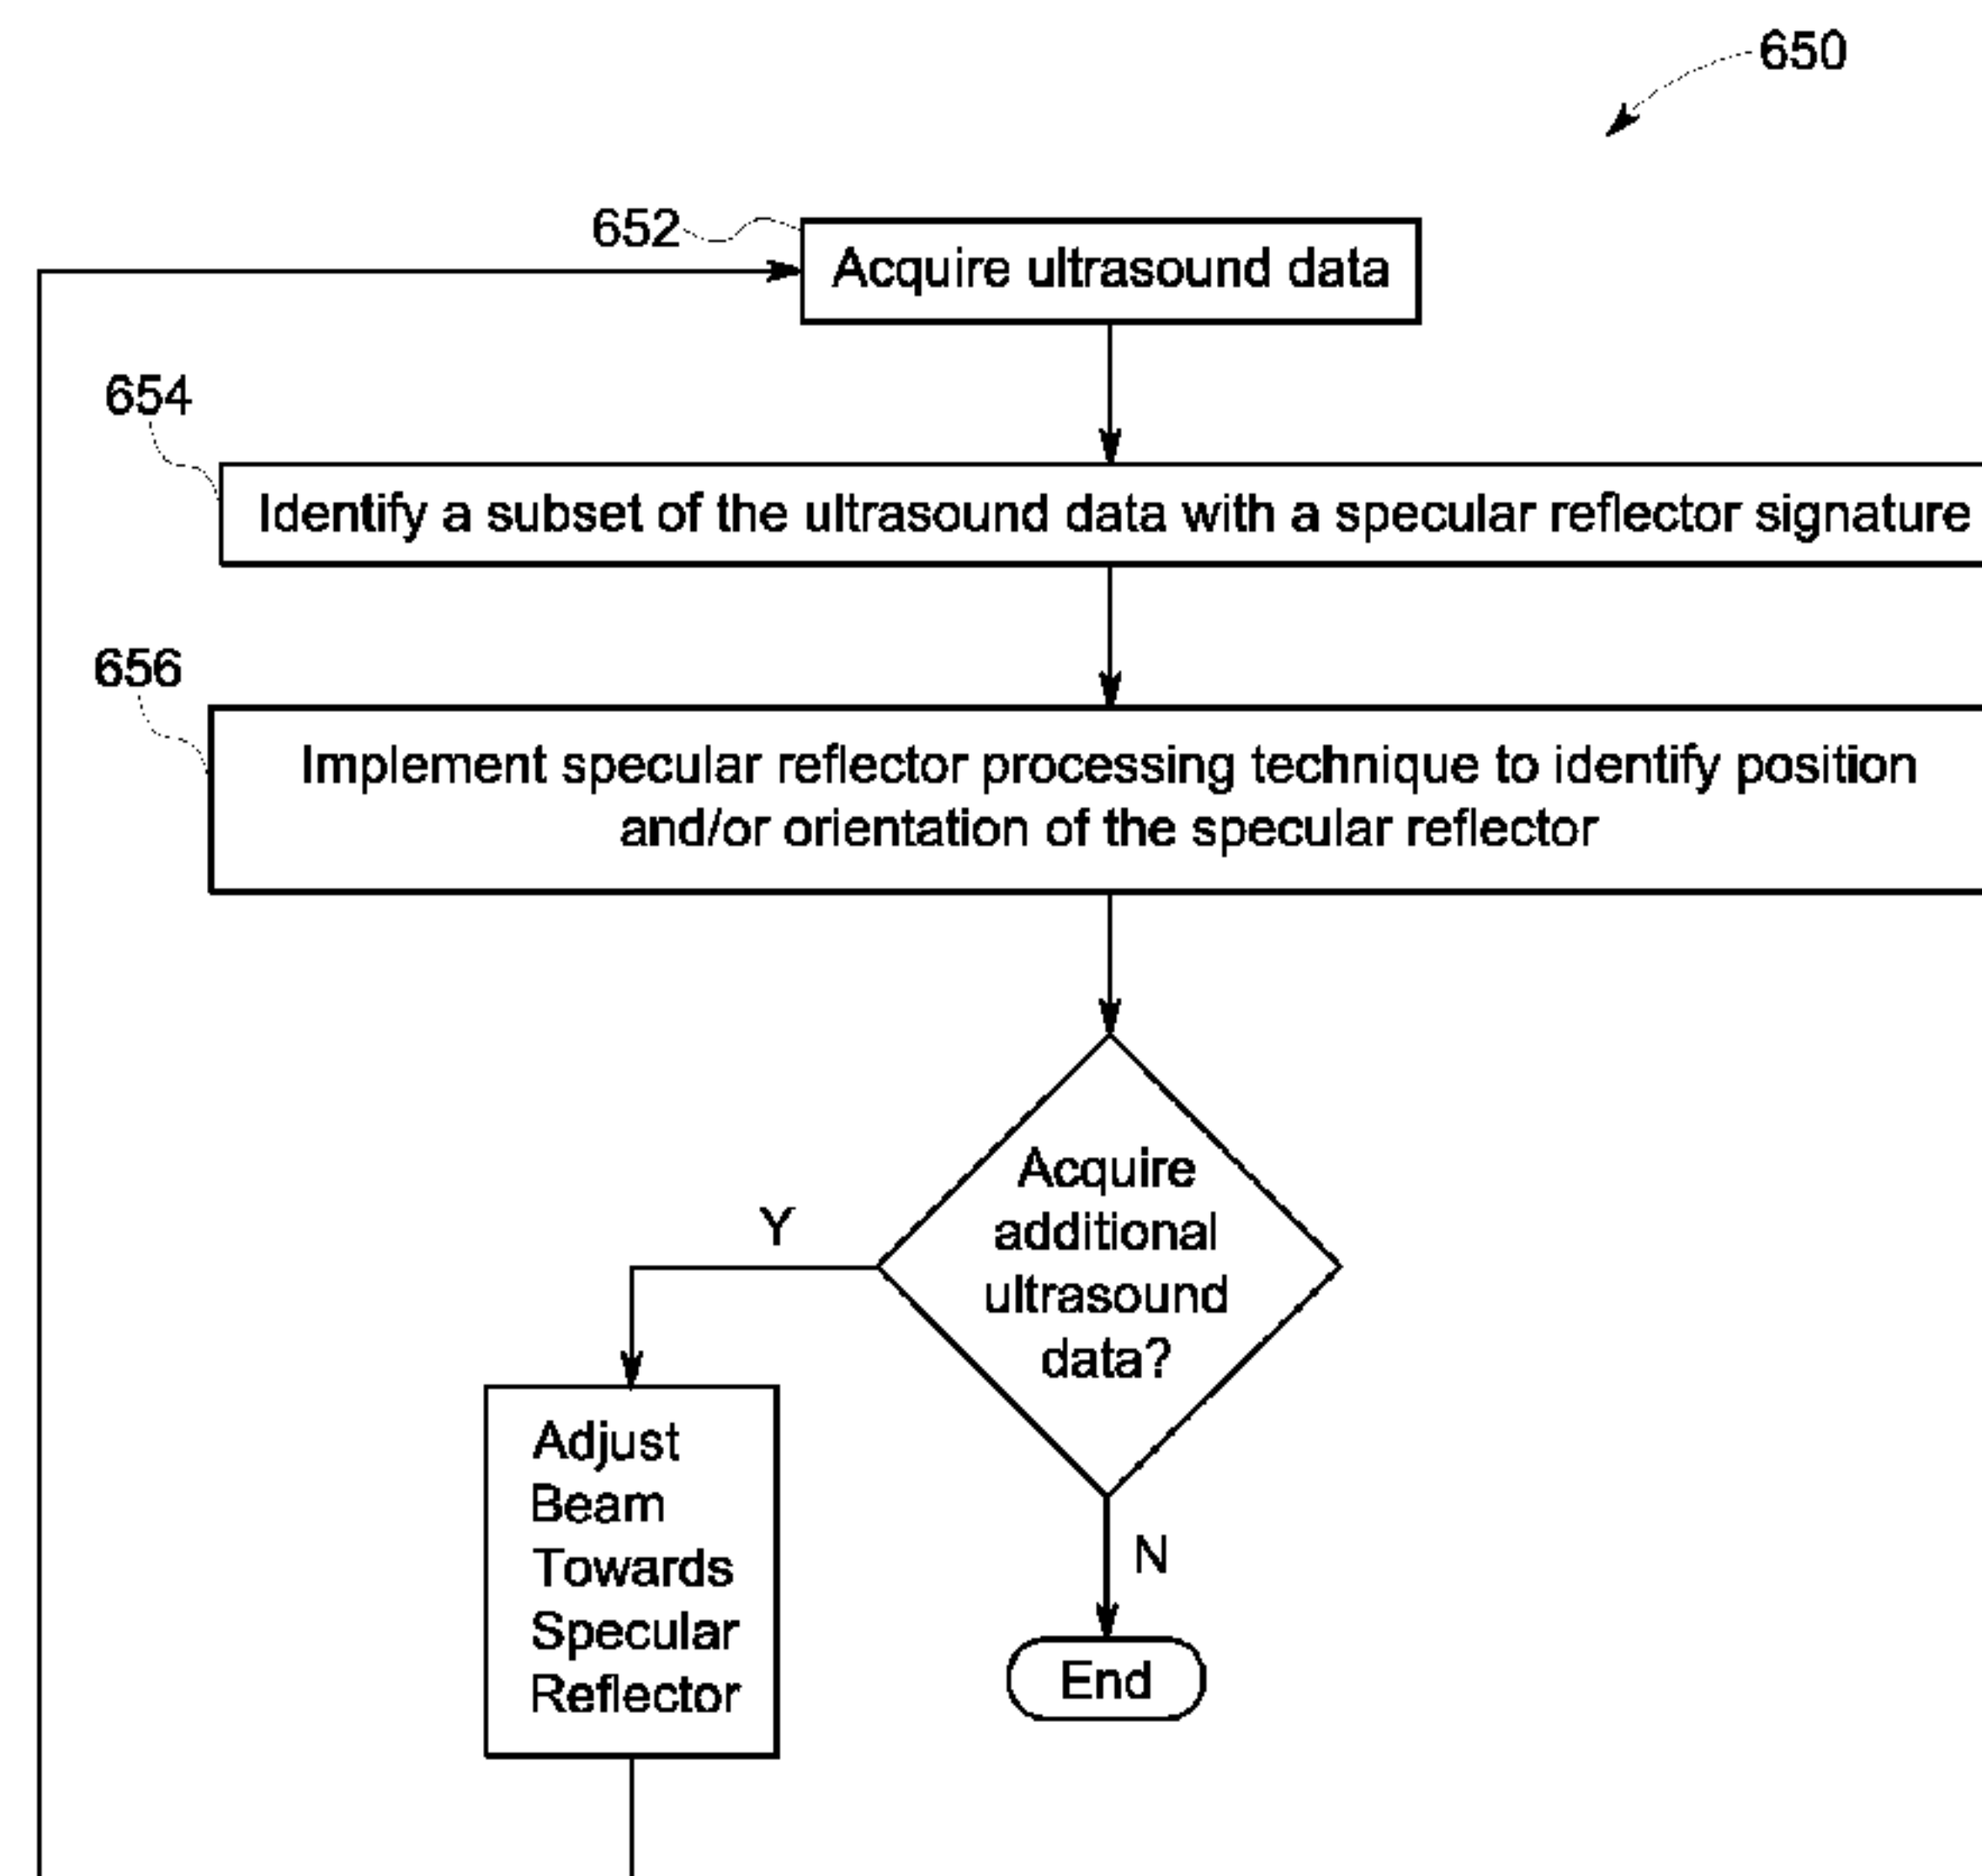 650
652
Acquire ultrasound data
654
Identify a subset of the ultrasound data with a specular reflector signature
656
Implement specular reflector processing technique to identify position
and/or orientation of the specular reflector
Acquire
additional
ultrasound
data?
Y
N
Adjust
Beam
Towards
Specular
Reflector
End